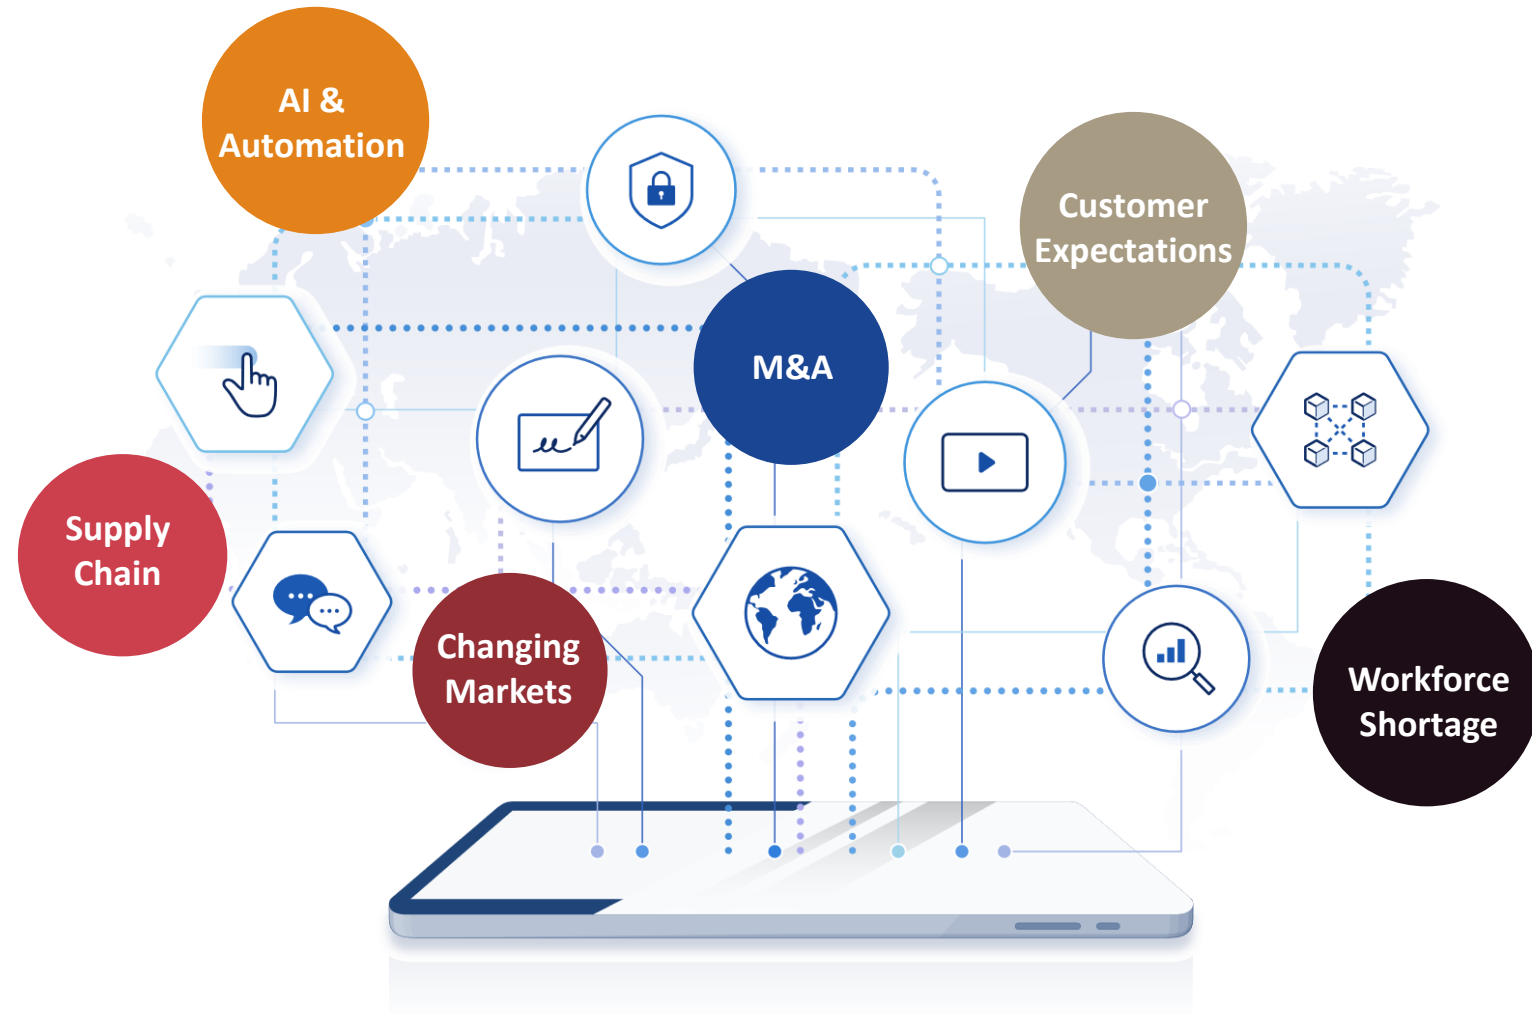 AI &
Automation
Customer
Expectations
M&A
Supply
Chain
Changing
Markets
Workforce
Shortage